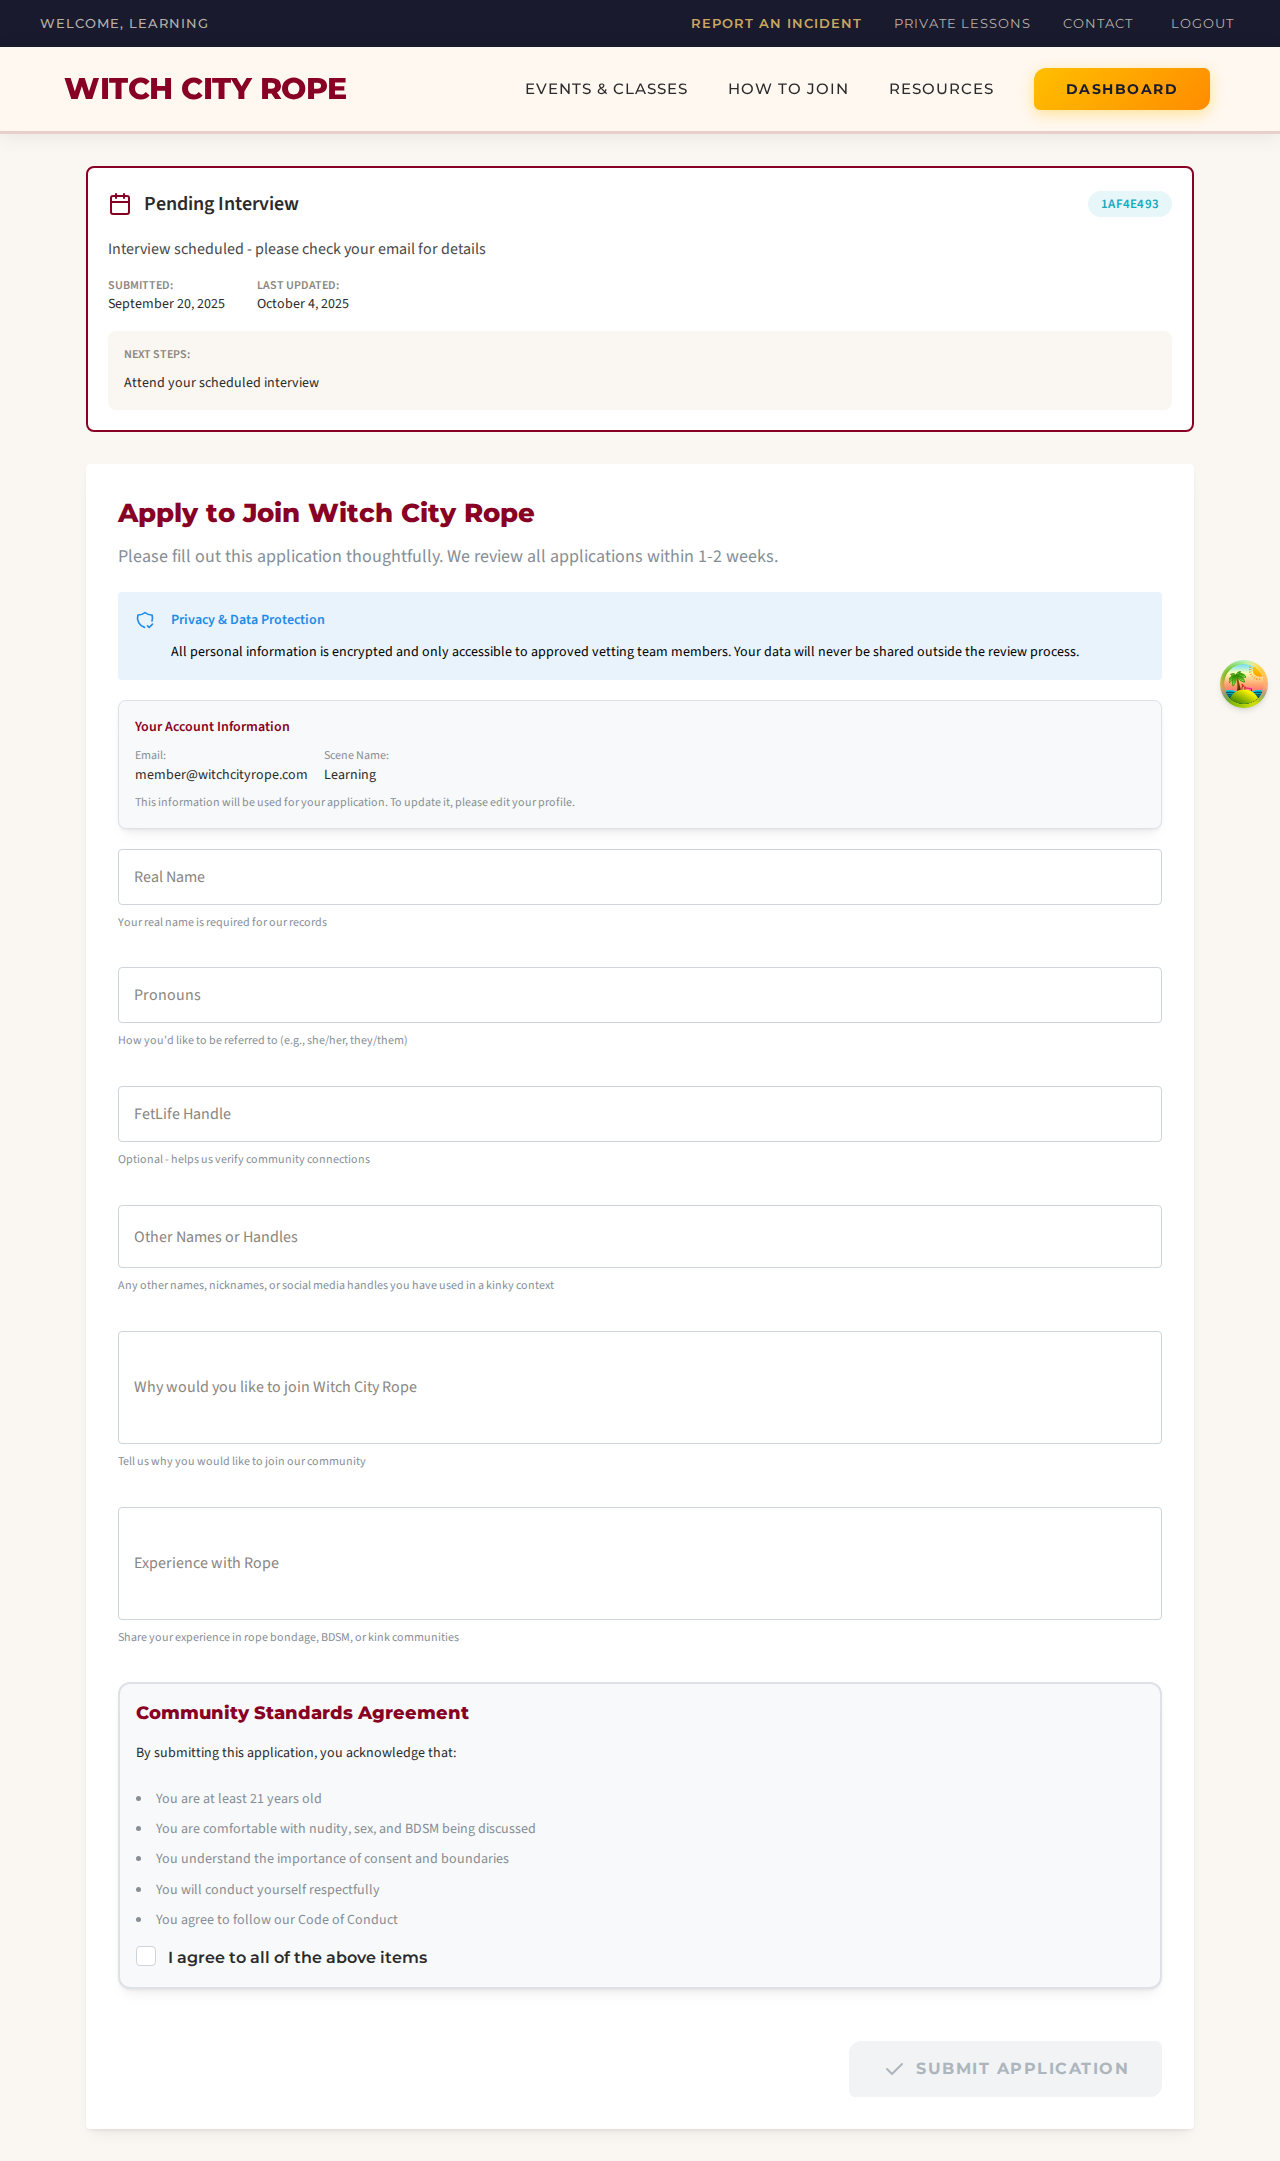 WELCOME, LEARNING
REPORT AN INCIDENT PRIVATE LESSONS CONTACT LOGOUT
WITCH CITY ROPE
EVENTS & CLASSES HOW TO JOIN RESOURCES DASHBOARD
Pending Interview
1AF4E493
Interview scheduled - please check your email for details
SUBMITTED: LAST UPDATED:
September 20, 2025 October 4, 2025
NEXT STEPS:
Attend your scheduled interview
Apply to Join Witch City Rope
Please fill out this application thoughtfully. We review all applications within 1-2 weeks.
Privacy & Data Protection
All personal information is encrypted and only accessible to approved vetting team members. Your data will never be shared outside the review process.
Your Account Information
Email: Scene Name:
member@witchcityrope.com Learning
This information will be used for your application. To update it, please edit your profile.
Real Name
Your real name is required for our records
Pronouns
How you'd like to be referred to (e.g., she/her, they/them)
FetLife Handle
Optional - helps us verify community connections
Other Names or Handles
Any other names, nicknames, or social media handles you have used in a kinky context
Why would you like to join Witch City Rope
Tell us why you would like to join our community
Experience with Rope
Share your experience in rope bondage, BDSM, or kink communities
Community Standards Agreement
By submitting this application, you acknowledge that:
You are at least 21 years old
You are comfortable with nudity, sex, and BDSM being discussed
You understand the importance of consent and boundaries
You will conduct yourself respectfully
You agree to follow our Code of Conduct
I agree to all of the above items
SUBMIT APPLICATION